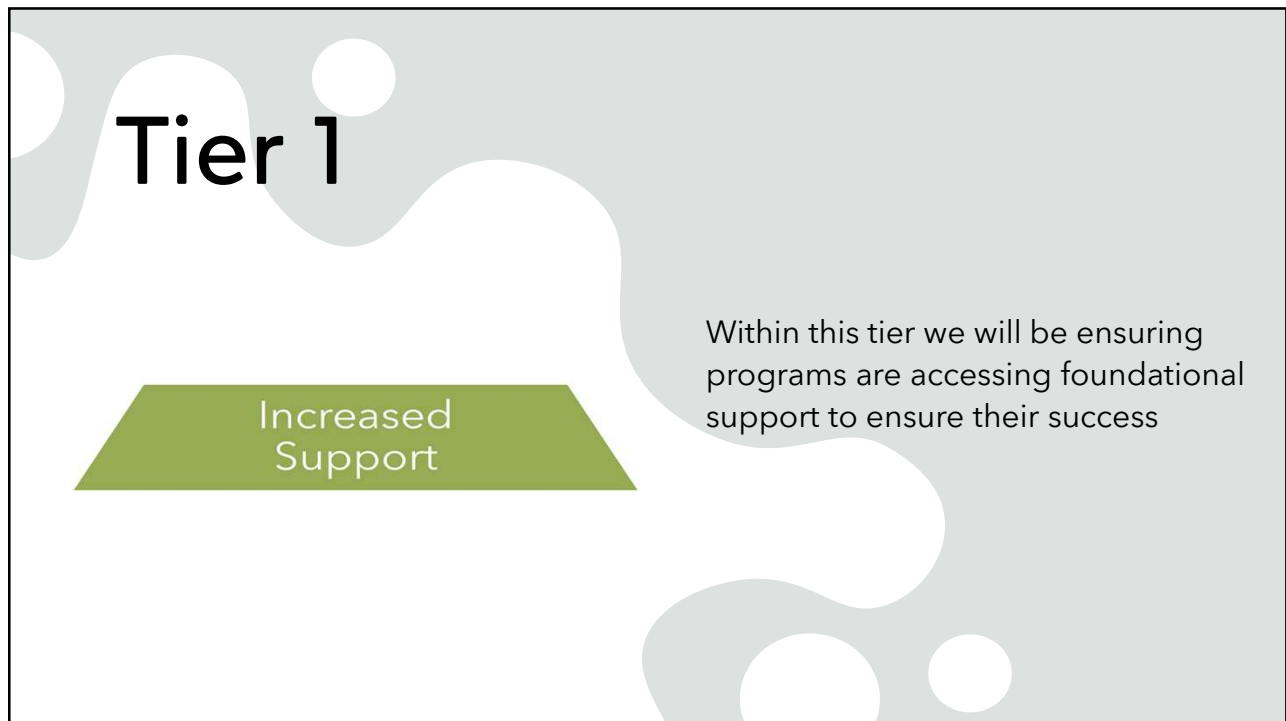 Tier 1
Increased
Support
Within this tier we will be ensuring
programs are accessing foundational
support to ensure their success